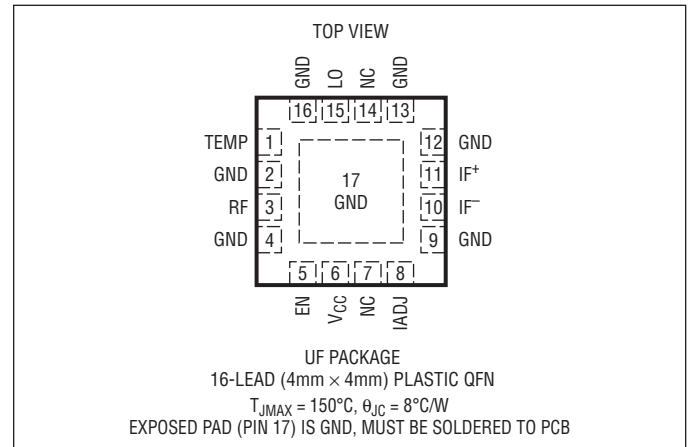 TOP VIEW
GND LO NC GND
16 15 14 13
TEMP 1 12 GND
GND 2 11 IF+
17
RF 3 10 IF–
GND
GND 4 9 GND
5 6 7 8
EN VCC NC IADJ
UF PACKAGE
16-LEAD (4mm × 4mm) PLASTIC QFN
TJMAX = 150°C, θJC = 8°C/W
EXPOSED PAD (PIN 17) IS GND, MUST BE SOLDERED TO PCB